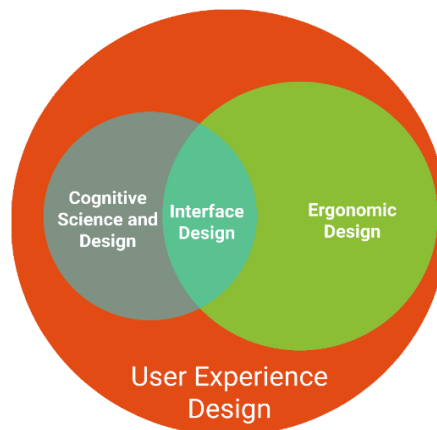 Cognitive
Science and
Design
Interface
Design
Ergonomic
Design
User Experience
Design